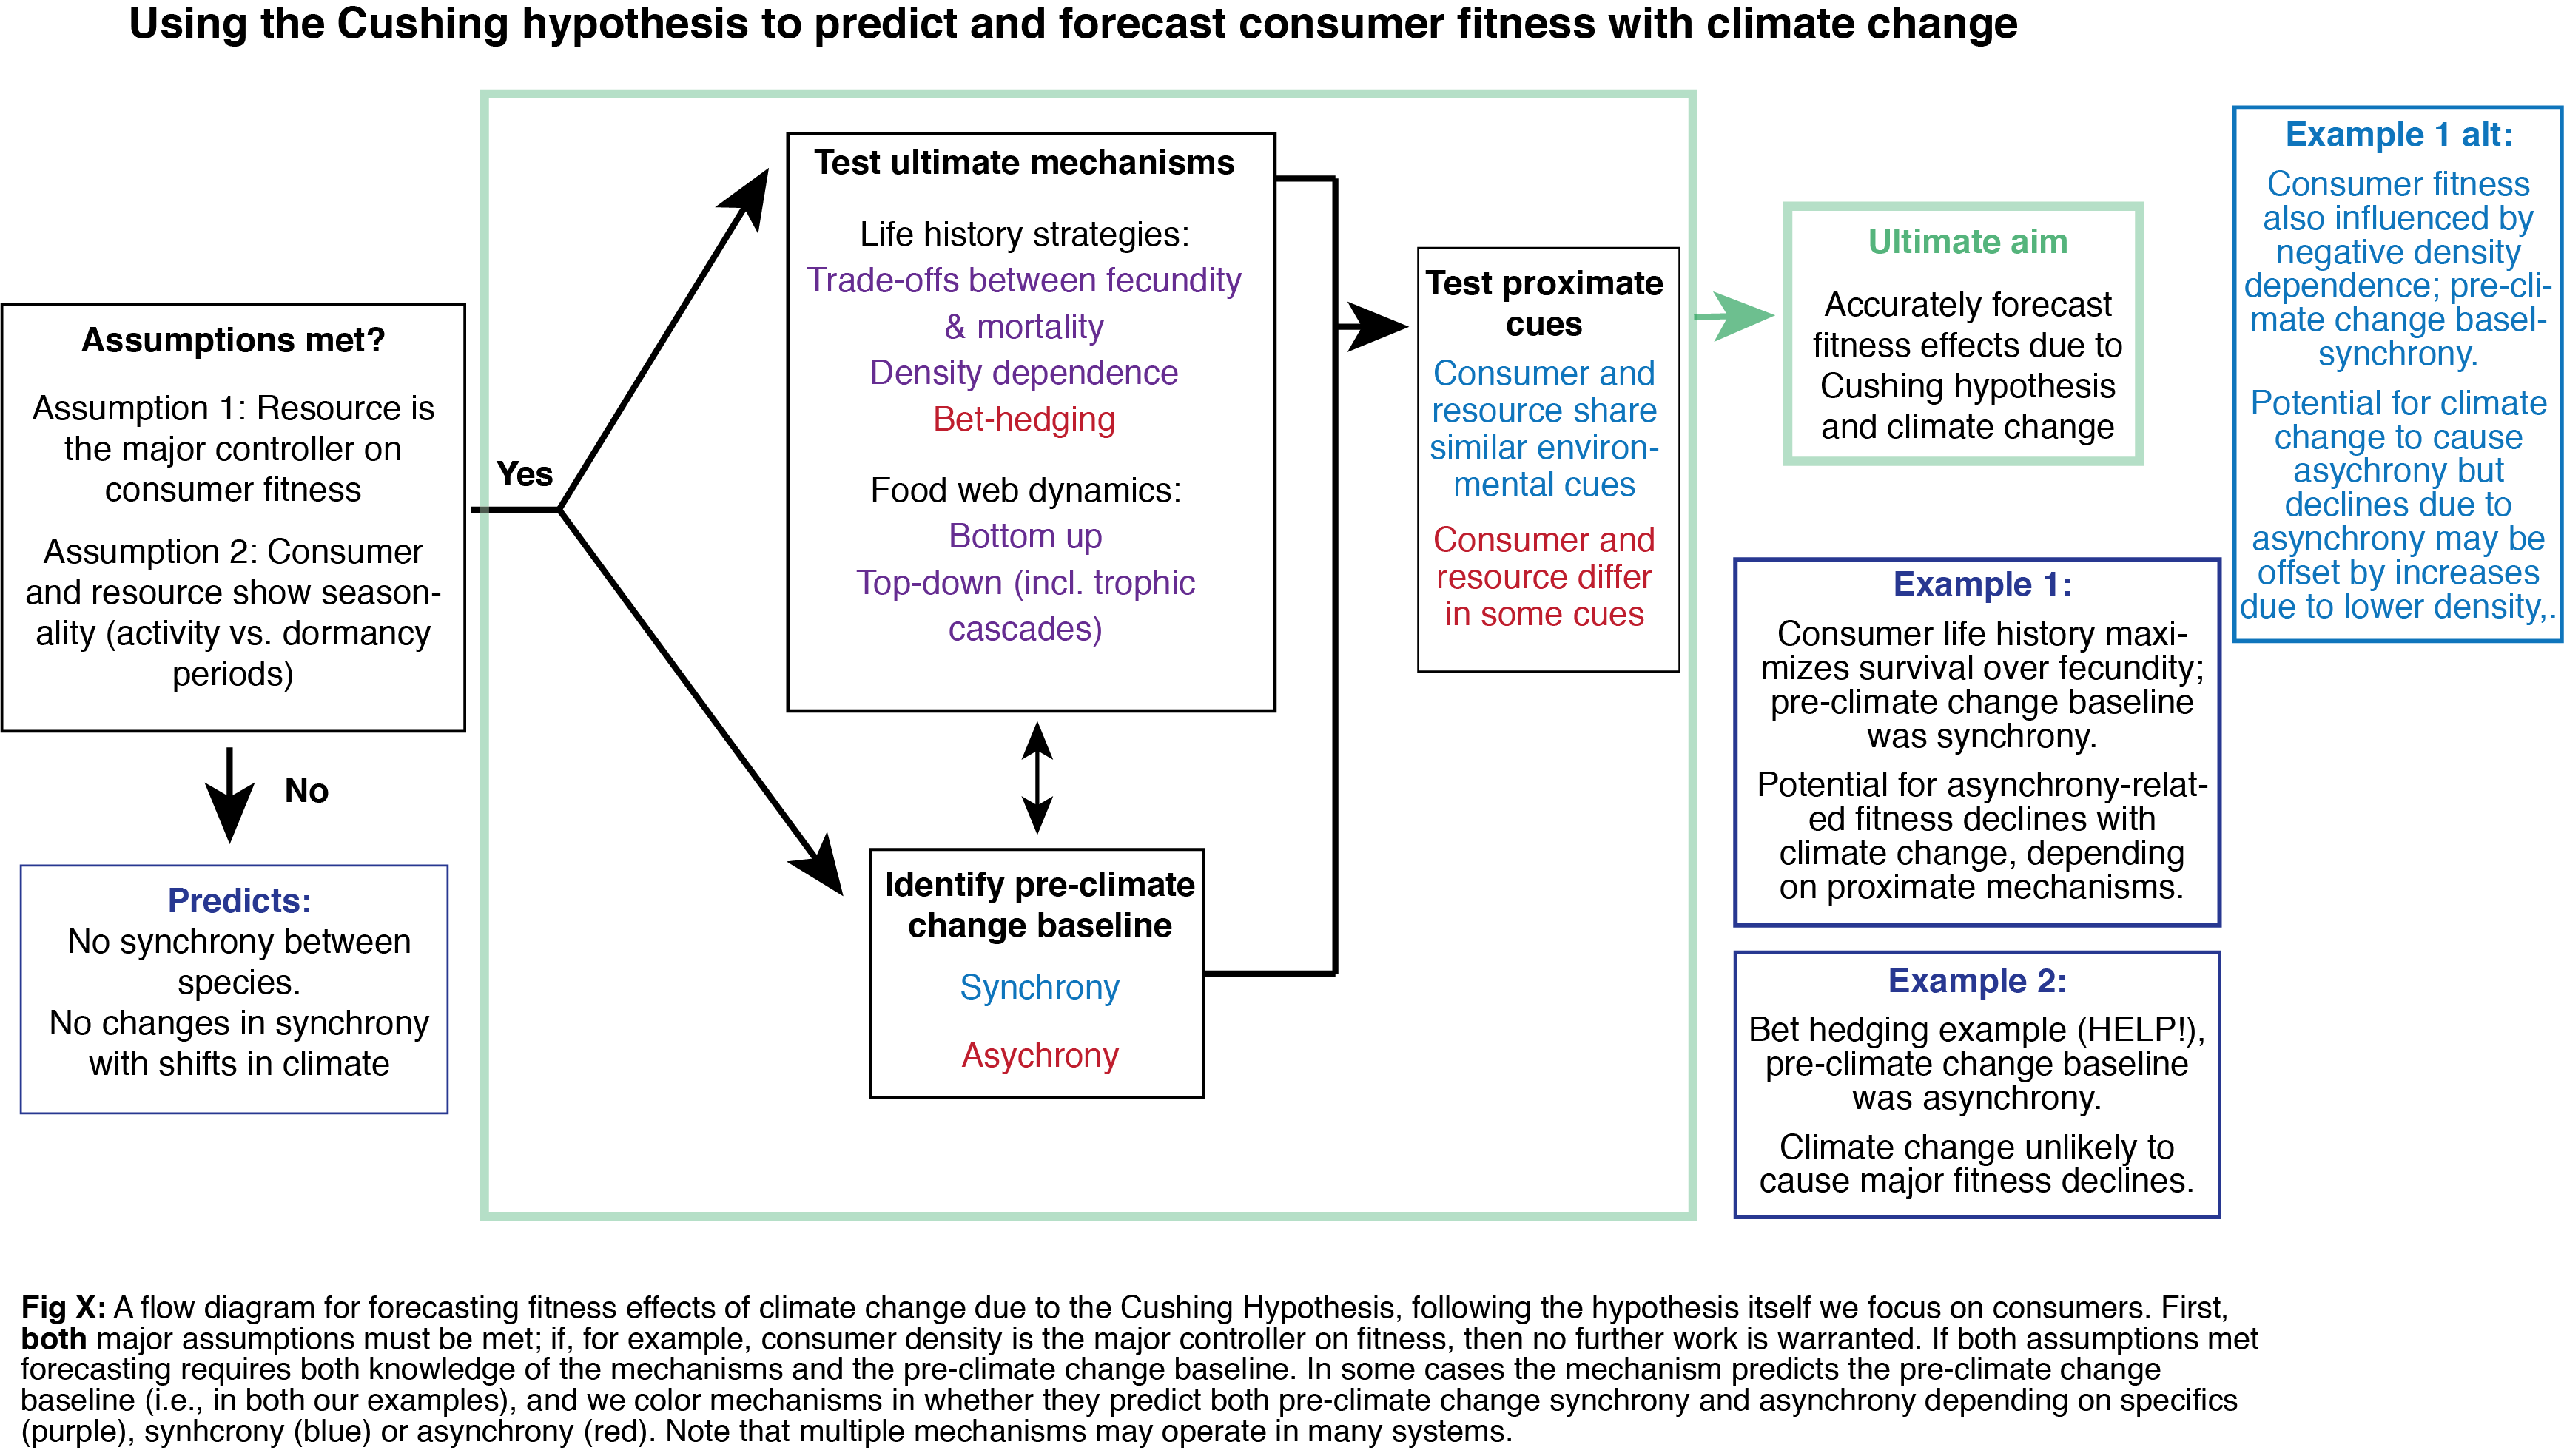 Using the Cushing hypothesis to predict and forecast consumer fitness with climate change
Assumptions met?
Assumption 1: Resource is
the major controller on
consumer fitness
Assumption 2: Consumer
and resource show season-
ality (activity vs. dormancy
periods)
Yes
No
Predicts:
No synchrony between
species.
No changes in synchrony
with shifts in climate
Test ultimate mechanisms
Life history strategies:
Trade-offs between fecundity
& mortality
Density dependence
Bet-hedging
Food web dynamics:
Bottom up
Top-down (incl. trophic
cascades)
Identify pre-climate
change baseline
Synchrony
Asychrony
Test proximate
cues
Consumer and
resource share
similar environ-
mental cues
Consumer and
resource differ
in some cues
Ultimate aim
Accurately forecast
fitness effects due to
Cushing hypothesis
and climate change
Example 1:
Consumer life history maxi-
mizes survival over fecundity;
pre-climate change baseline
was synchrony.
Potential for asynchrony-relat-
ed fitness declines with
climate change, depending
on proximate mechanisms.
Example 2:
Bet hedging example (HELP!),
pre-climate change baseline
was asynchrony.
Climate change unlikely to
cause major fitness declines.
Example 1 alt:
Consumer fitness
also influenced by
negative density
dependence; pre-cli-
mate change basel-
synchrony.
Potential for climate
change to cause
asychrony but
declines due to
asynchrony may be
offset by increases
due to lower density,.
Fig X: A flow diagram for forecasting fitness effects of climate change due to the Cushing Hypothesis, following the hypothesis itself we focus on consumers. First,
both major assumptions must be met; if, for example, consumer density is the major controller on fitness, then no further work is warranted. If both assumptions met
forecasting requires both knowledge of the mechanisms and the pre-climate change baseline. In some cases the mechanism predicts the pre-climate change
baseline (i.e., in both our examples), and we color mechanisms in whether they predict both pre-climate change synchrony and asynchrony depending on specifics
(purple), synhcrony (blue) or asynchrony (red). Note that multiple mechanisms may operate in many systems.